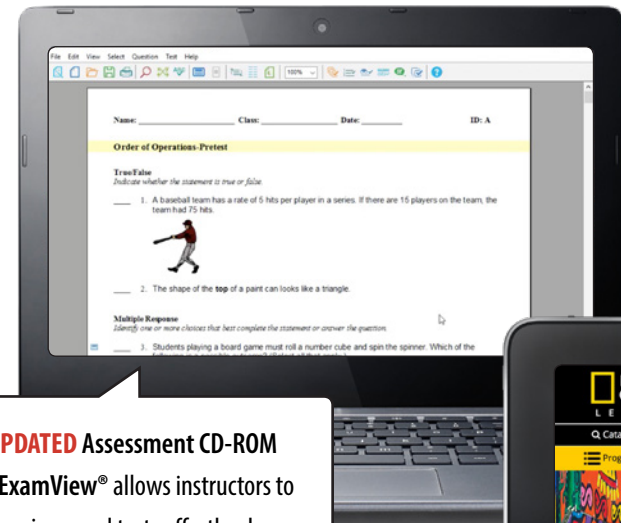 File Edit View Select Question Test Help
100%
Name: Class: Date: ID: A
Order of Operations-Pretest
True/False
Indicate whether the statement is true or false.
1. A baseball team has a rate of 5 hits per player in a series. If there are 15 players on the team, the
team had 75 hits.
2. The shape of the top of a paint can looks like a triangle.
Multiple Response
Identify one or more choices that best complete the statement or answer the question.
3. Students playing a board game must roll a number cube and spin the spinner. Which of the
PDATED Assessment CD-ROM
ExamView® allows instructors to
L E
Cata
Prog